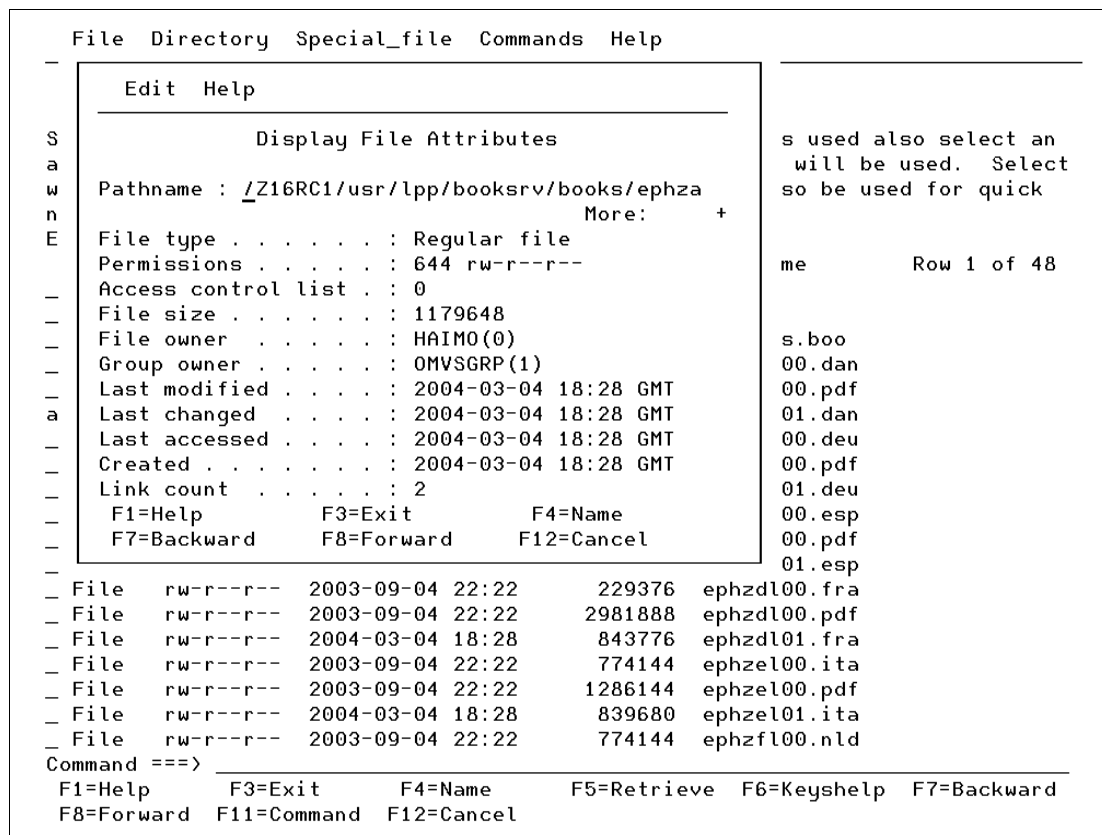 File  Directory  Special_file  Commands  Help
Edit  Help
S  Display File Attributes  s used also select an
a  will be used.  Select
w  Pathname : /Z16RC1/usr/lpp/booksrv/books/ephza  so be used for quick
n  More:  +
E  File type . . . . . . : Regular file
Permissions . . . . . : 644 rw-r--r--  me  Row 1 of 48
_ Access control list . : 0
_ File size . . . . . . : 1179648
_ File owner  . . . . . : HAIMO(0)  s.boo
_ Group owner . . . . . : OMVSGRP(1)  00.dan
_ Last modified . . . . : 2004-03-04 18:28 GMT  00.pdf
a  Last changed  . . . . : 2004-03-04 18:28 GMT  01.dan
_ Last accessed . . . . : 2004-03-04 18:28 GMT  00.deu
_ Created . . . . . . . : 2004-03-04 18:28 GMT  00.pdf
_ Link count  . . . . . : 2  01.deu
_ F1=Help  F3=Exit  F4=Name  00.esp
_ F7=Backward  F8=Forward  F12=Cancel  00.pdf
_ 01.esp
_ File  rw-r--r--  2003-09-04 22:22  229376  ephzdl00.fra
_ File  rw-r--r--  2003-09-04 22:22  2981888  ephzdl00.pdf
_ File  rw-r--r--  2004-03-04 18:28  843776  ephzdl01.fra
_ File  rw-r--r--  2003-09-04 22:22  774144  ephzel00.ita
_ File  rw-r--r--  2003-09-04 22:22  1286144  ephzel00.pdf
_ File  rw-r--r--  2004-03-04 18:28  839680  ephzel01.ita
_ File  rw-r--r--  2003-09-04 22:22  774144  ephzfl00.nld
Command ===>
F1=Help  F3=Exit  F4=Name  F5=Retrieve  F6=Keyshelp  F7=Backward
F8=Forward  F11=Command  F12=Cancel